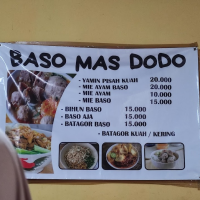 BASO MAS DODO
- YAMIN PISAH KUAH 20.000
- MIE AYAM BASO 20.000
- MIE AYAM 10.000
- MIE BASO 15.000
- BIHUN BASO 15.000
- BASO AJA 15.000
- BATAGOR BASO 15.000
- BATAGOR KUAH / KERING